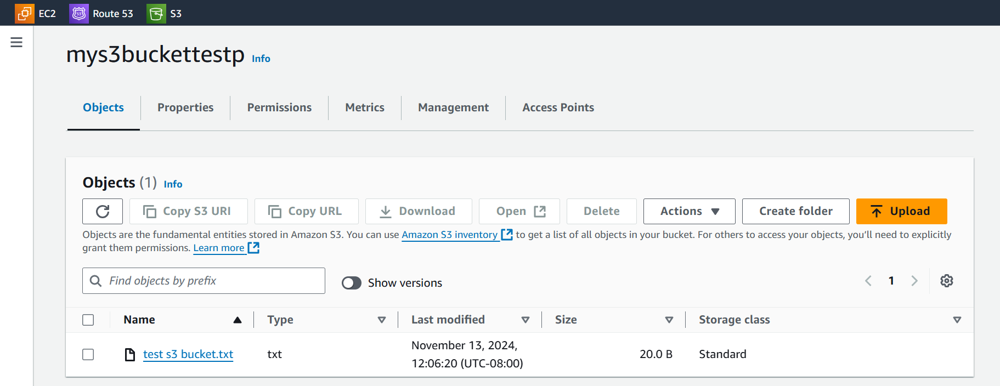 EC2 Route 53 S3
mys3buckettestp Info
Objects Properties Permissions Metrics Management Access Points
Objects (1) Info
Copy S3 URI Copy URL Download Open Delete Actions Create folder Upload
Objects are the fundamental entities stored in Amazon S3. You can use Amazon S3 inventory to get a list of all objects in your bucket. For others to access your objects, you’ll need to explicitly
grant them permissions. Learn more
Find objects by prefix Show versions 1
Name Type Last modified Size Storage class
test s3 bucket.txt txt November 13, 2024, 20.0 B Standard
12:06:20 (UTC-08:00)